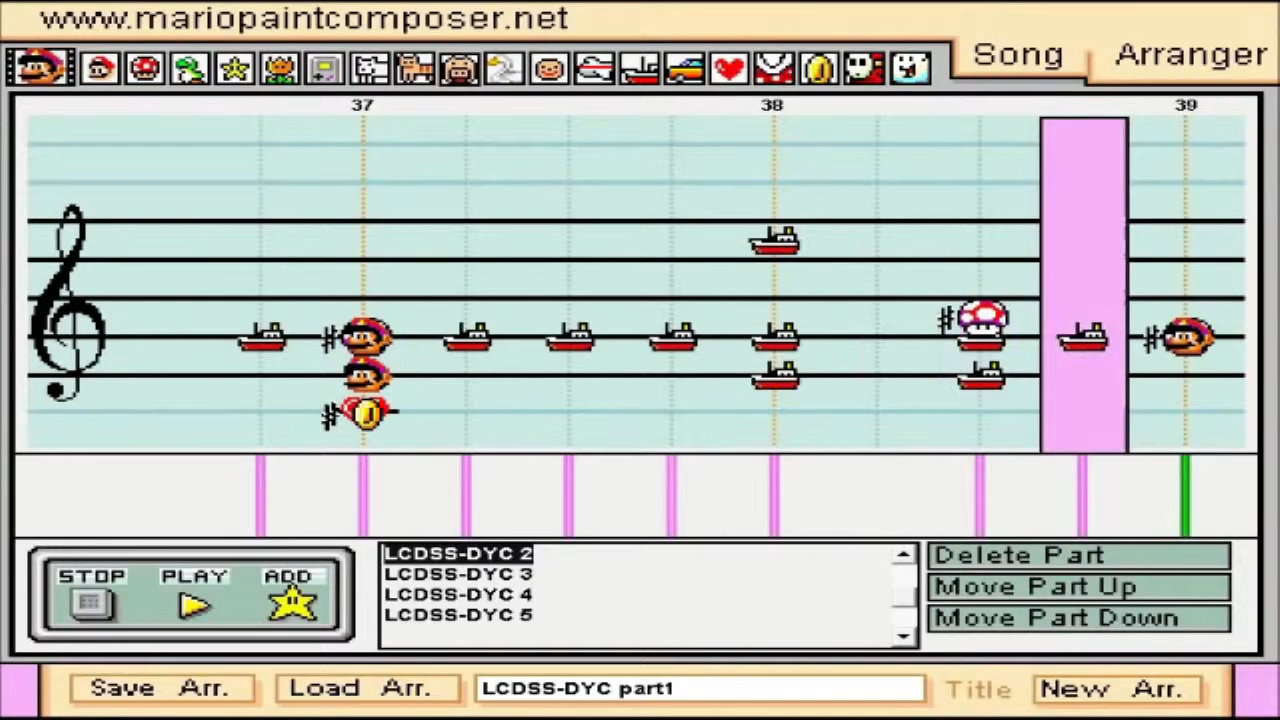 www.mariopaintcomposer.net
Song
Arranger
37
38
39
STOP
PLAY
ADD
LCDSS-DYC 2
LCDSS-DYC 3
LCDSS-DYC 4
LCDSS-DYC 5
Delete Part
Move Part Up
Move Part Down
Save Arr.
Load Arr.
LCDSS-DYC part1
Title
New Arr.